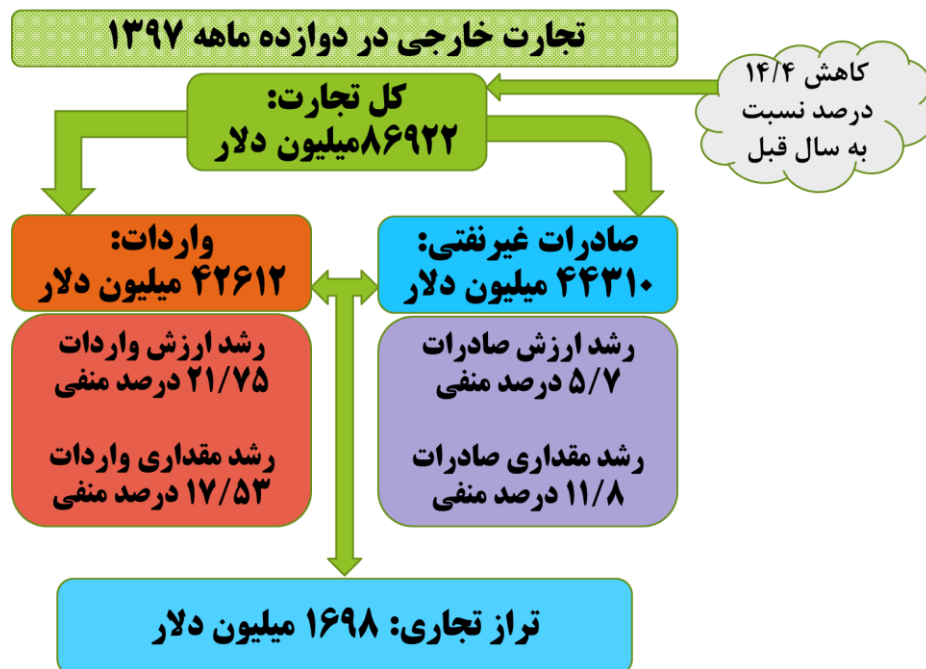 تجارت خارجی در دوازده ماهه ۱۳۹۷
کاهش ۱۴/۴
درصد نسبت
به سال قبل
کل تجارت:
۸۶۹۲۲میلیون دلار
صادرات غیرنفتی:
۴۴۳۱۰ میلیون دلار
واردات:
۴۲۶۱۲ میلیون دلار
رشد ارزش صادرات
۵/۷ درصد منفی
رشد مقداری صادرات
۱۱/۸ درصد منفی
رشد ارزش واردات
۲۱/۷۵ درصد منفی
رشد مقداری واردات
۱۷/۵۳ درصد منفی
تراز تجاری: ۱۶۹۸ میلیون دلار